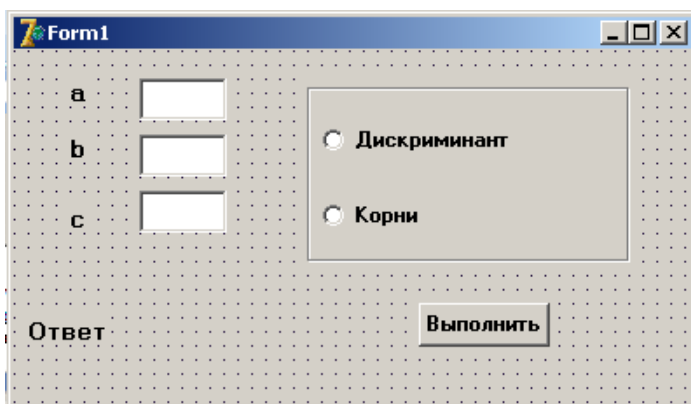 Form1
a
b
c
Дискриминант
Корни
Ответ
Выполнить